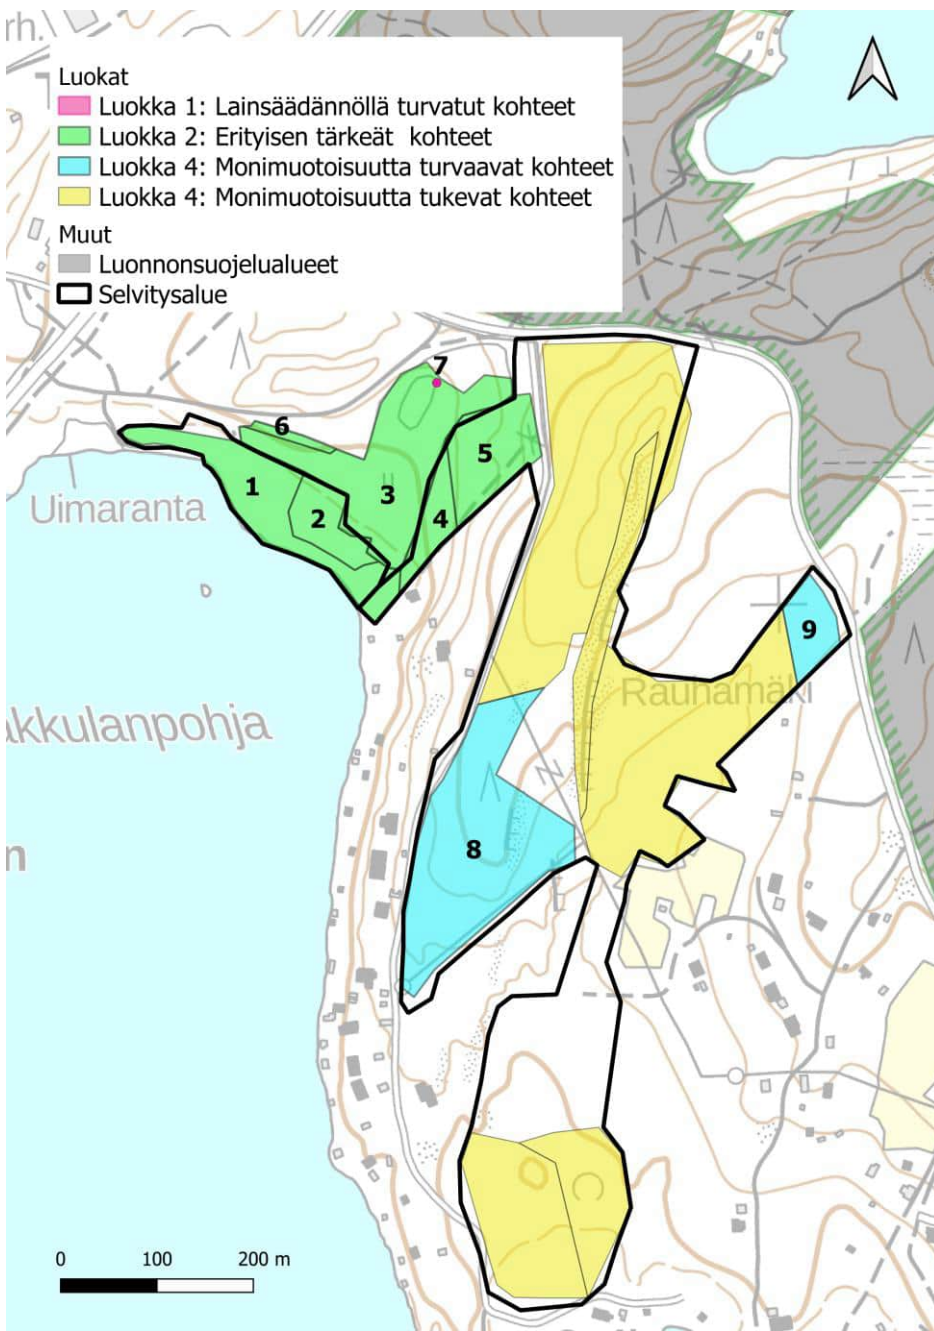 rh.
Luokat
Luokka 1: Lainsäädännöllä turvatut kohteet
Luokka 2: Erityisen tärkeät kohteet
Luokka 4: Monimuotoisuutta turvaavat kohteet
Luokka 4: Monimuotoisuutta tukevat kohteet
Muut
Luonnonsuojelualueet
Selvitysalue
7
6
5
1
3
2
4
Uimaranta
9
Rauhamäki
akkulanpohja
8
n
0 100 200 m